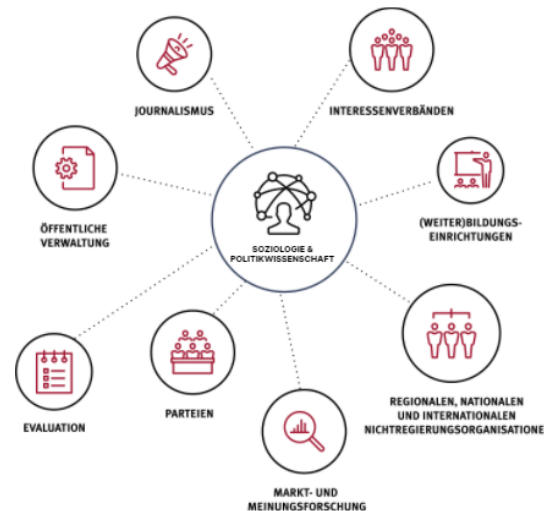 JOURNALISMUS
INTERESSENVERBÄNDEN
ÖFFENTLICHE
VERWALTUNG
SOZIOLOGIE &
POLITIKWISSENSCHAFT
(WEITER)BILDUNGS-
EINRICHTUNGEN
EVALUATION
PARTEIEN
REGIONALEN, NATIONALEN
UND INTERNATIONALEN
NICHTREGIERUNGSORGANISATIONE
MARKT- UND
MEINUNGSFORSCHUNG